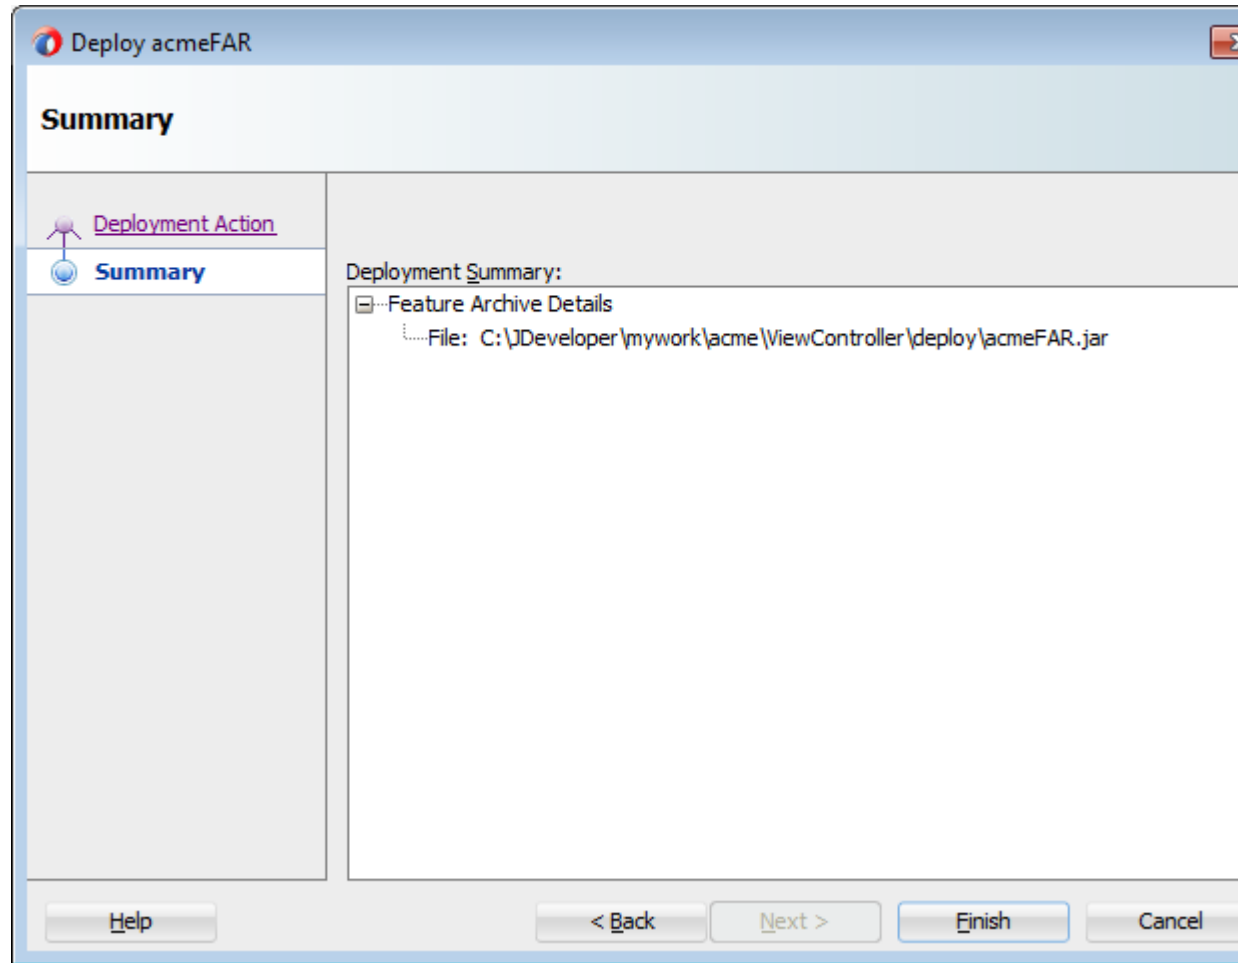 Deploy acmeFAR
Summary
Deployment Action
Summary
Deployment Summary:
Feature Archive Details
File: C:\JDeveloper\mywork\acme\ViewController\deploy\acmeFAR.jar
Help
< Back
Next >
Finish
Cancel